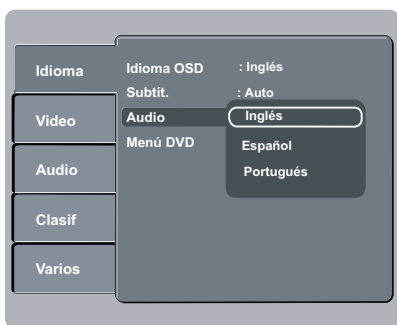 Idioma
Video
Audio
Clasif
Varios
Idioma OSD : Inglés
Subtít. : Auto
Audio Inglés
Menú DVD Español
Portugués